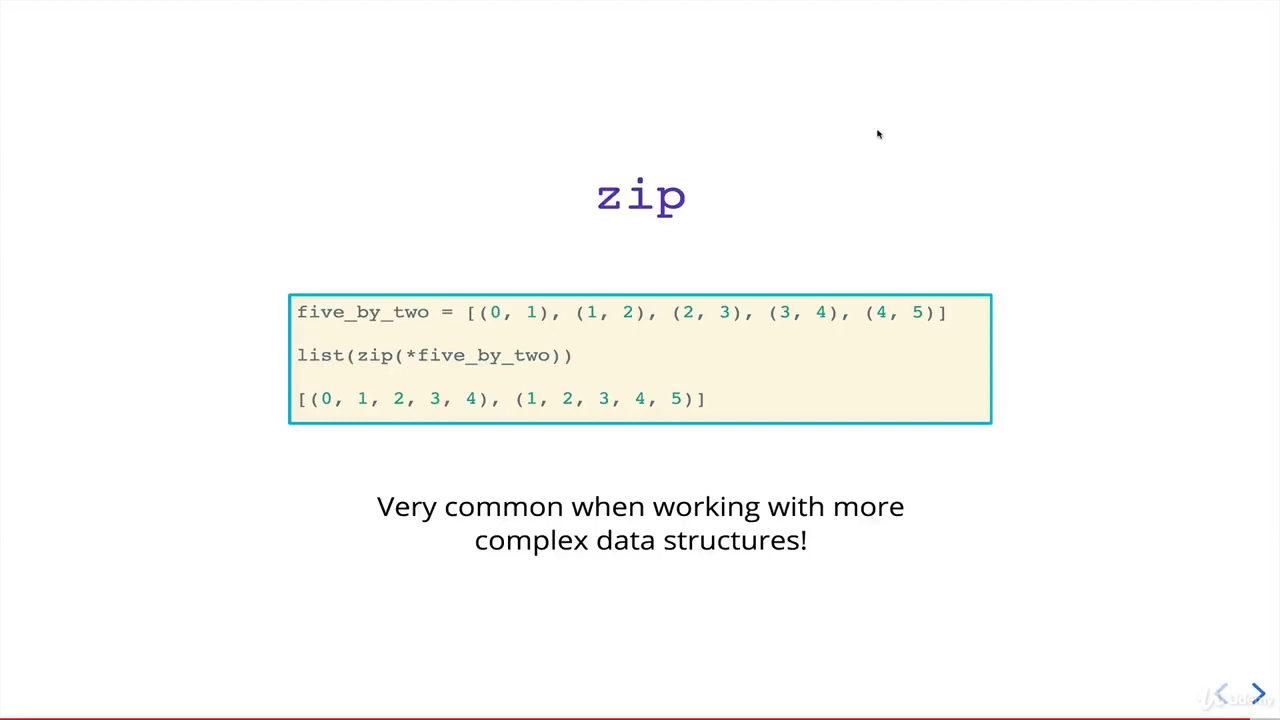 zip
five_by_two = [(0, 1), (1, 2), (2, 3), (3, 4), (4, 5)]
list(zip(*five_by_two))
[(0, 1, 2, 3, 4), (1, 2, 3, 4, 5)]
Very common when working with more
complex data structures!
Udemy